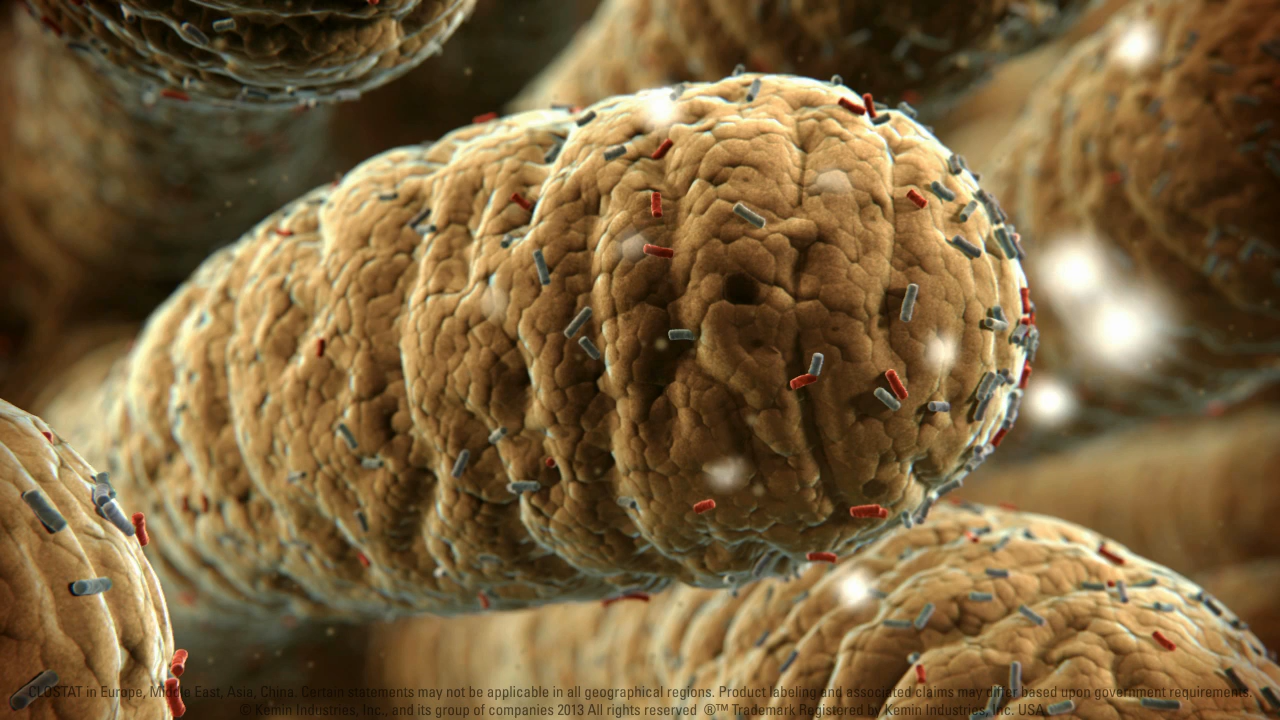 CLOSTAT in Europe, Middle East, Asia, China. Certain statements may not be applicable in all geographical regions. Product labeling and associated claims may differ based upon government requirements.
© Kemin Industries, Inc., and its group of companies 2013 All rights reserved ®™ Trademark Registered by Kemin Industries, Inc. USA